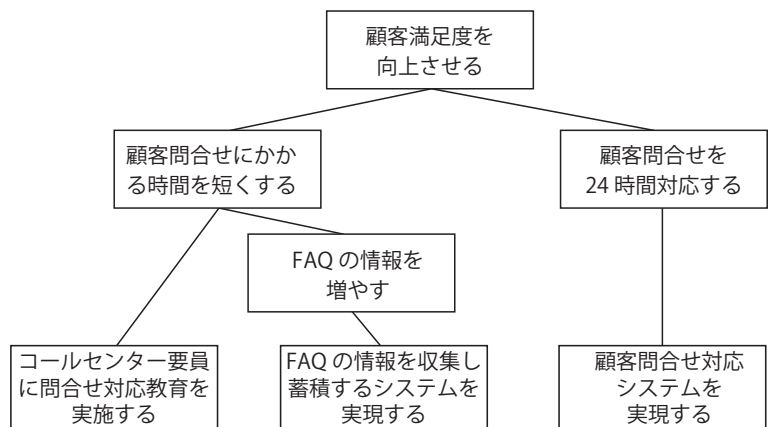 顧客満足度を
向上させる
顧客問合せにかか
る時間を短くする
顧客問合せを
24 時間対応する
FAQ の情報を
増やす
コールセンター要員
に問合せ対応教育を
実施する
FAQ の情報を収集し
蓄積するシステムを
実現する
顧客問合せ対応
システムを
実現する